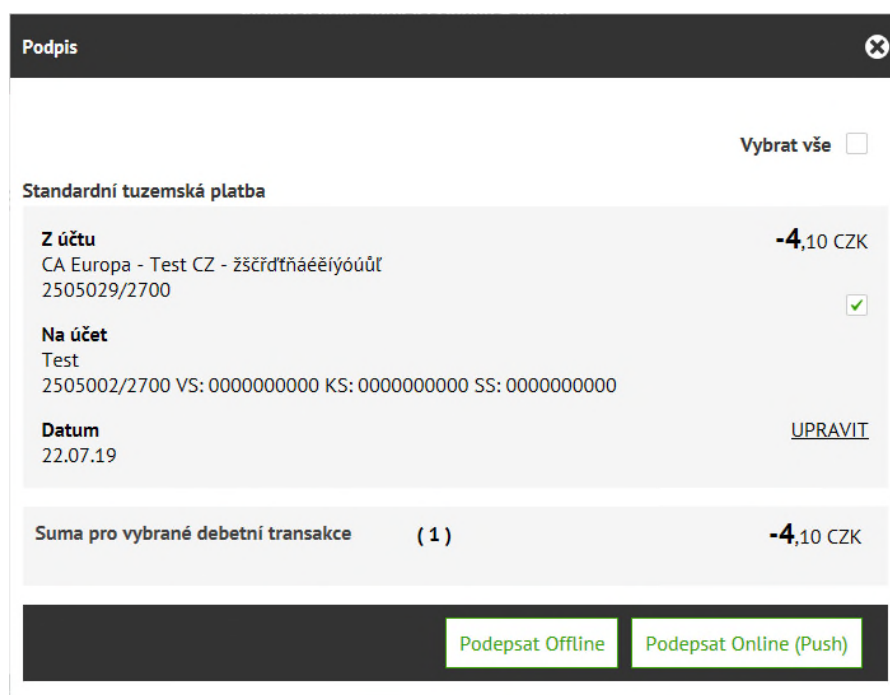 Podpis
Vybrat vše
Standardní tuzemská platba
Z účtu
-4,10 CZK
CA Europa - Test CZ - žščřďťňáéěíýóúůľ
2505029/2700
Na účet
Test
2505002/2700 VS: 0000000000 KS: 0000000000 SS: 0000000000
Datum
UPRAVIT
22.07.19
Suma pro vybrané debetní transakce ( 1 ) -4,10 CZK
Podepsat Offline Podepsat Online (Push)